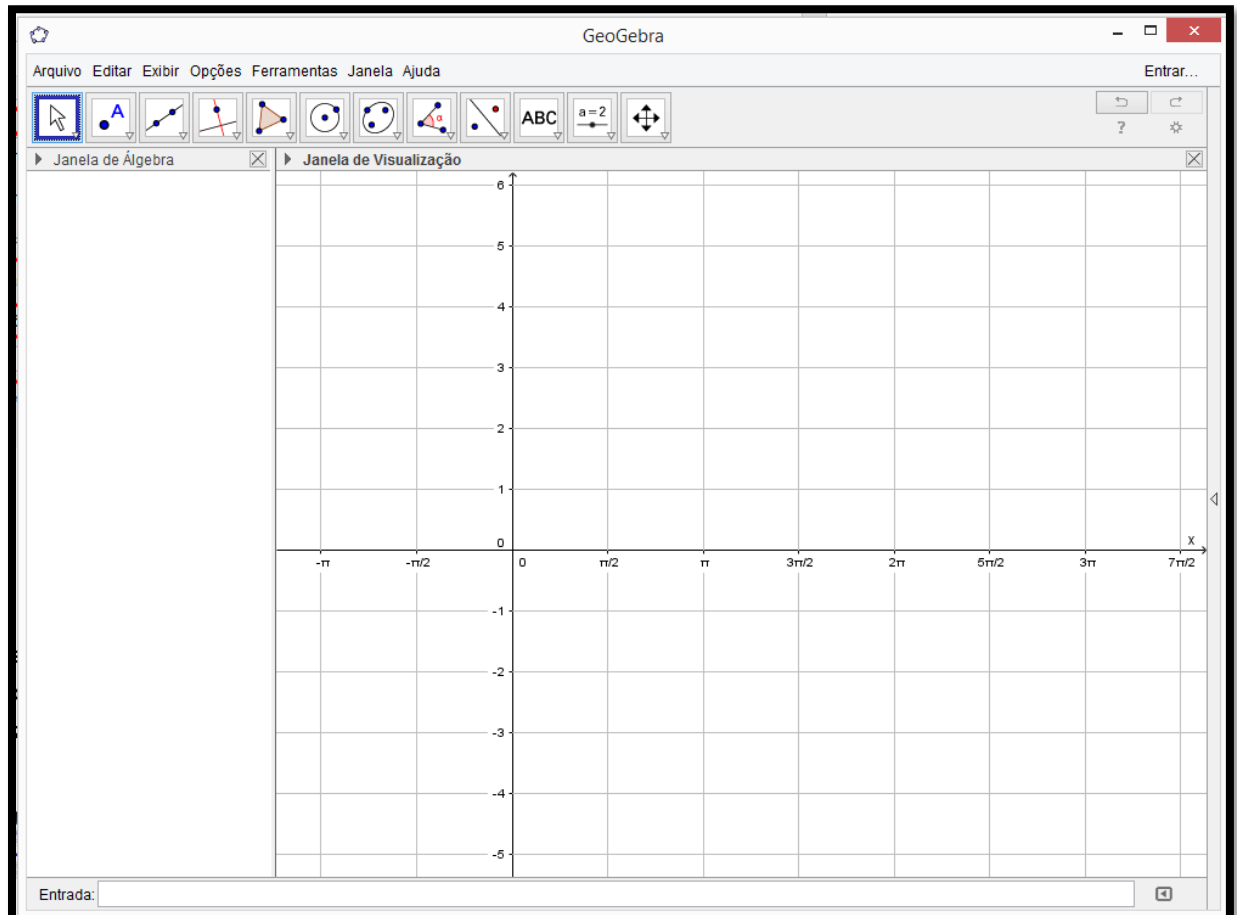 GeoGebra
Arquivo Editar Exibir Opções Ferramentas Janela Ajuda Entrar...
A α ABC a=2 ?
Janela de Álgebra Janela de Visualização
6
5
4
3
2
1
0 x
-π -π/2 0 π/2 π 3π/2 2π 5π/2 3π 7π/2
-1
-2
-3
-4
-5
Entrada: